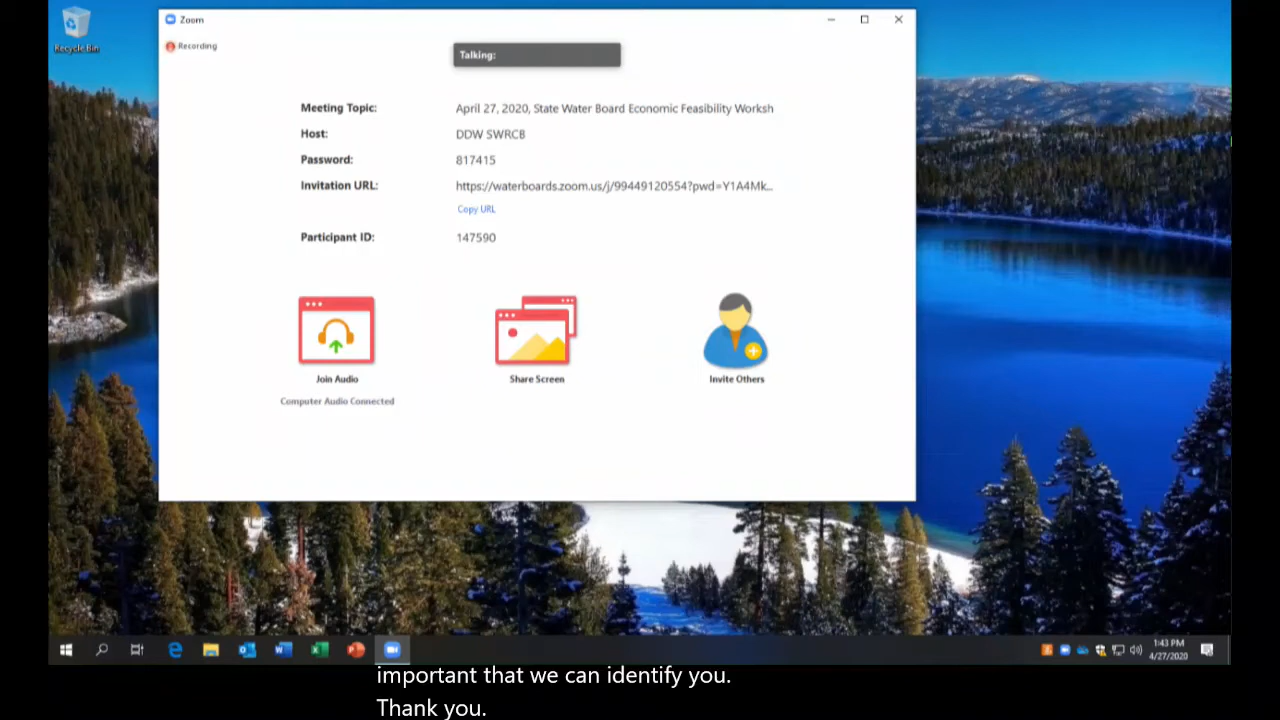 Recycle Bin
Zoom
Recording
Talking:
Meeting Topic: April 27, 2020, State Water Board Economic Feasibility Worksh
Host: DDW SWRCB
Password: 817415
Invitation URL: https://waterboards.zoom.us/j/99449120554?pwd=Y1A4Mk...
Copy URL
Participant ID: 147590
Join Audio
Share Screen
Invite Others
Computer Audio Connected
1:43 PM
4/27/2020
important that we can identify you.
Thank you.